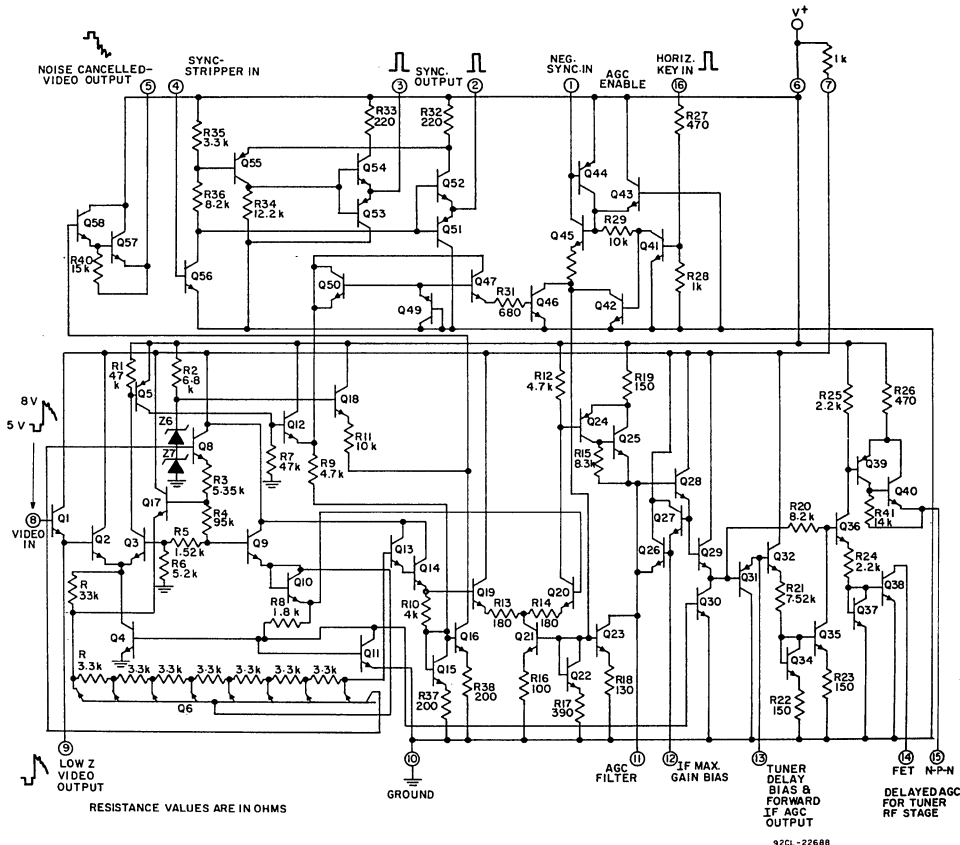 V+
1k
NOISE CANCELLED-
VIDEO OUTPUT
5
SYNC-
STRIPPER IN
4
3
SYNC.
OUTPUT
2
NEG.
SYNC-IN
1
AGC
ENABLE
HORIZ.
KEY IN
16
6
7
R35
3.3k
R33
220
R32
220
R27
470
Q55
Q54
Q52
Q44
Q43
R36
8.2k
R34
12.2k
Q53
Q51
Q45
R29
10k
Q41
Q58
Q57
R40
15k
Q56
Q50
Q47
R31
680
Q46
Q42
R28
1k
Q49
R1
47
k
Q5
R2
6.8
k
Q18
R12
4.7k
R19
150
R25
2.2k
R26
470
8V
5V
Z6
Z7
Q8
Q12
R11
10k
Q24
Q25
Q39
R7
47k
R9
4.7k
R15
8.3k
Q28
Q40
R3
5.35k
Q17
R4
95k
Q27
R20
8.2k
Q36
R41
14k
8
VIDEO
IN
Q1
Q2
Q3
R5
1.52k
Q9
Q13
Q14
Q26
Q29
Q32
R6
5.2k
R24
2.2k
Q38
R
33k
Q10
R8
1.8k
R10
4k
Q19
R13
180
R14
180
Q20
Q31
Q30
R21
7.52k
Q37
Q4
Q11
Q16
Q21
Q23
Q35
Q15
Q22
Q34
R
3.3k
3.3k
3.3k
3.3k
3.3k
3.3k
Q6
R37
200
R38
200
R16
100
R17
390
R18
130
R22
150
R23
150
9
LOW Z
VIDEO
OUTPUT
10
GROUND
11
AGC
FILTER
12
IF MAX.
GAIN BIAS
13
TUNER
DELAY
BIAS &
FORWARD
IF AGC
OUTPUT
14
FET
15
N-P-N
DELAYED AGC
FOR TUNER
RF STAGE
RESISTANCE VALUES ARE IN OHMS
92CL-22688